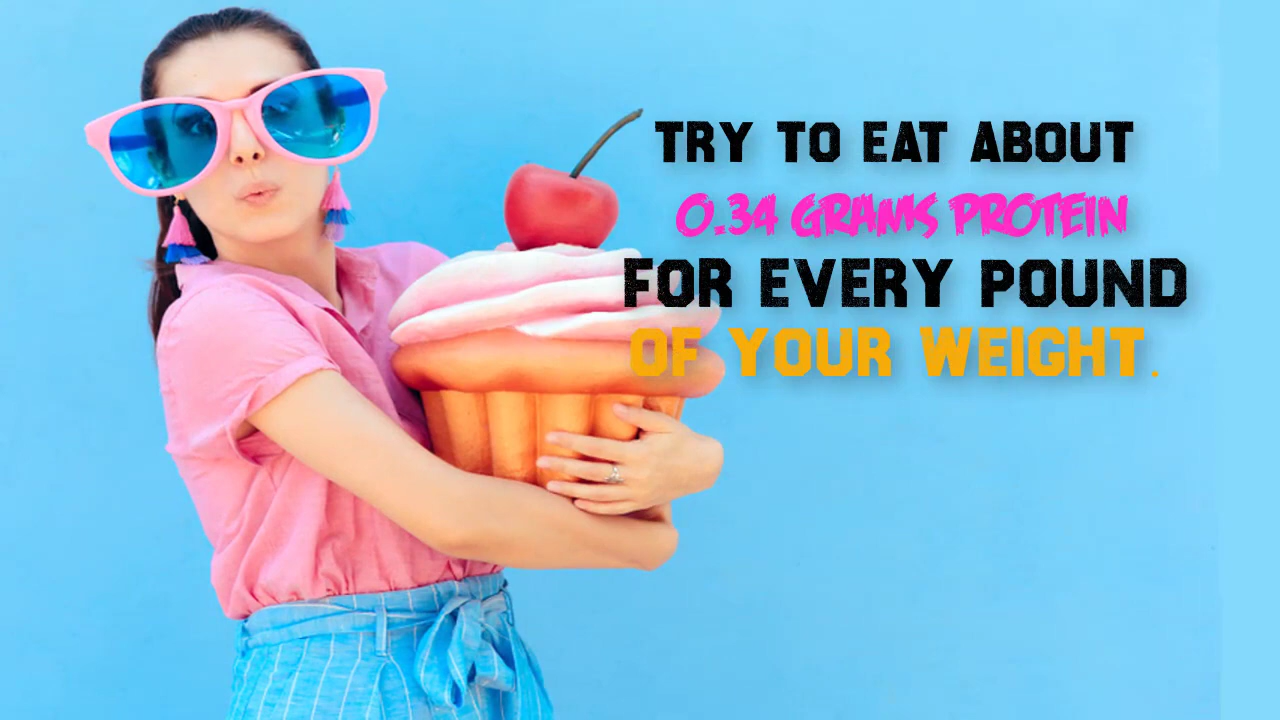 TRY TO EAT ABOUT
0.34 GRAMS PROTEIN
FOR EVERY POUND
OF YOUR WEIGHT.